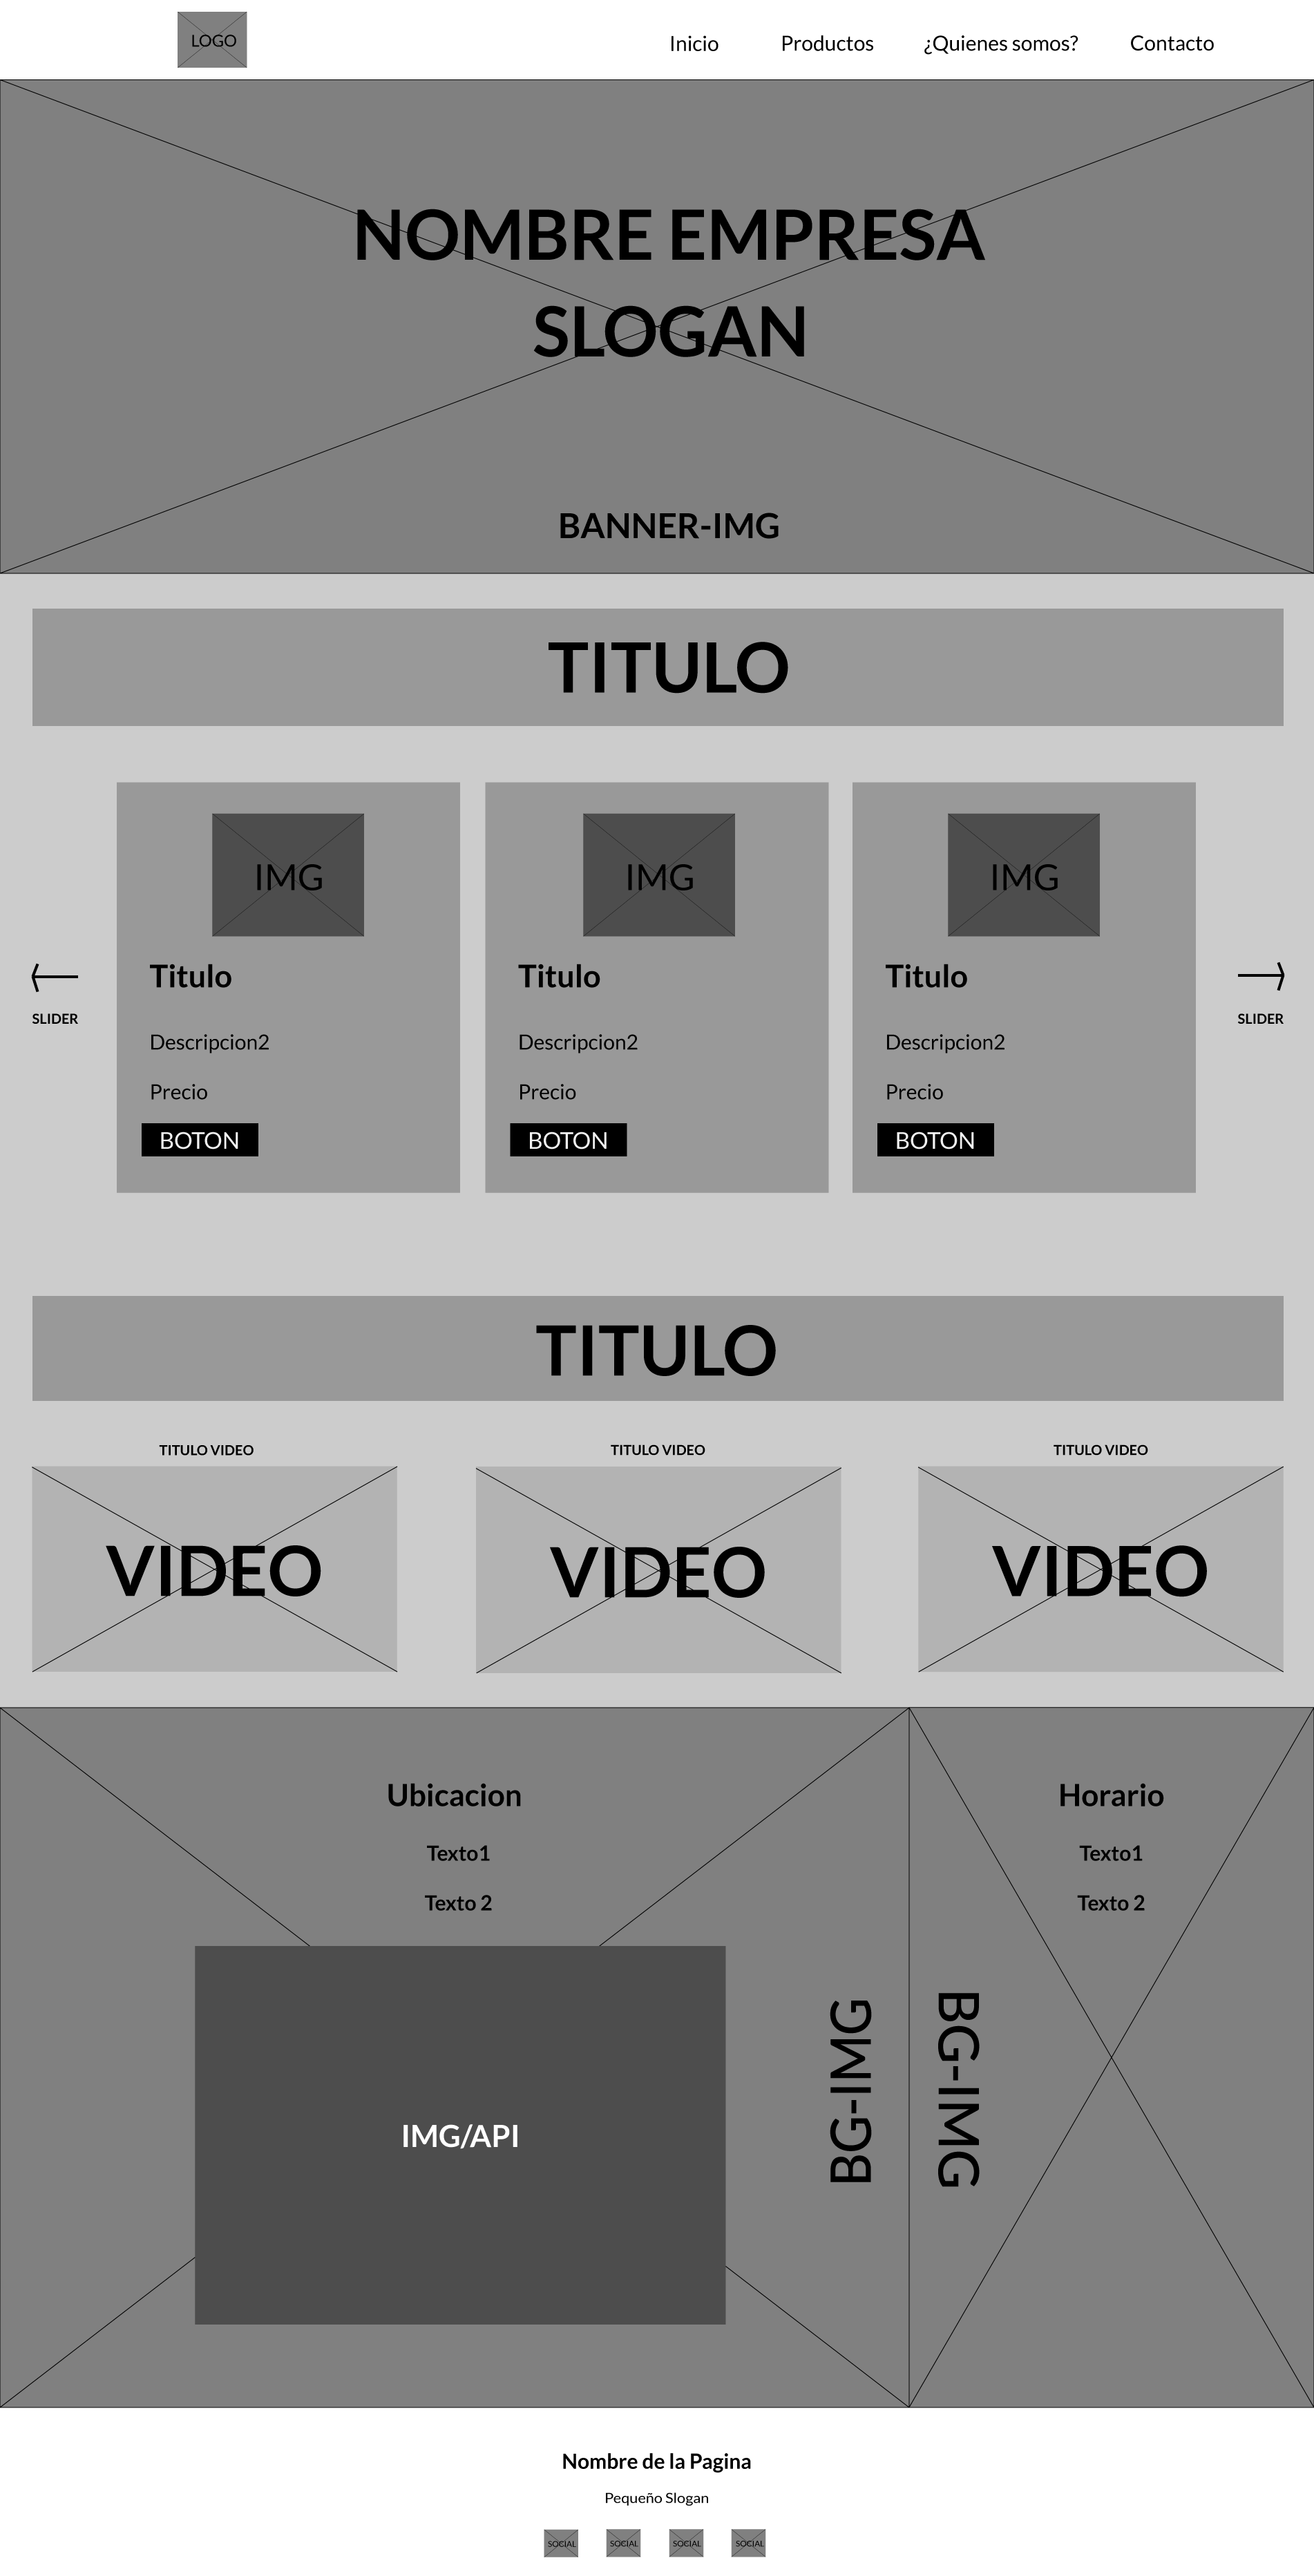 LOGO
Inicio Productos ¿Quienes somos? Contacto
NOMBRE EMPRESA
SLOGAN
BANNER-IMG
TITULO
IMG IMG IMG
Titulo Titulo Titulo
SLIDER SLIDER
Descripcion2 Descripcion2 Descripcion2
Precio Precio Precio
BOTON BOTON BOTON
TITULO
TITULO VIDEO TITULO VIDEO TITULO VIDEO
VIDEO VIDEO VIDEO
Ubicacion
Texto1
Texto 2
IMG/API
BG-IMG
Horario
Texto1
Texto 2
BG-IMG
Nombre de la Pagina
Pequeño Slogan
SOCIAL SOCIAL SOCIAL SOCIAL